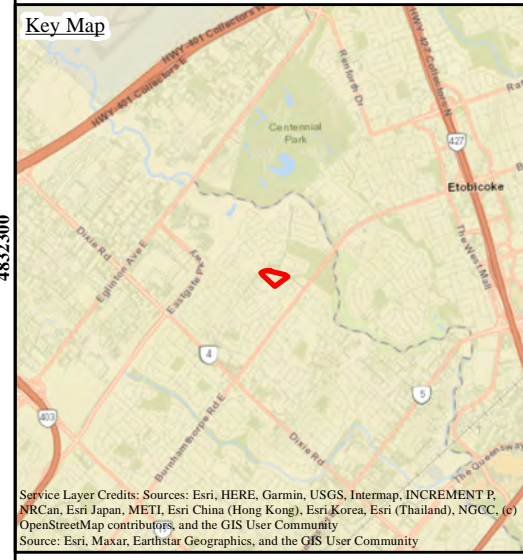 Key Map
HWY-401 Collectors W
HWY-427 Collectors N
HWY-401 Collectors E
Renforth Dr
Centennial
Park
427
Etobicoke
4832300
Dixie Rd
Eglinton Ave E
Eastgate Pky
The West Mall
4
5
403
Burnhamthorpe Rd E
Dixie Rd
The Queensway
Service Layer Credits: Sources: Esri, HERE, Garmin, USGS, Intermap, INCREMENT P,
NRCan, Esri Japan, METI, Esri China (Hong Kong), Esri Korea, Esri (Thailand), NGCC, (c)
OpenStreetMap contributors, and the GIS User Community
Source: Esri, Maxar, Earthstar Geographics, and the GIS User Community